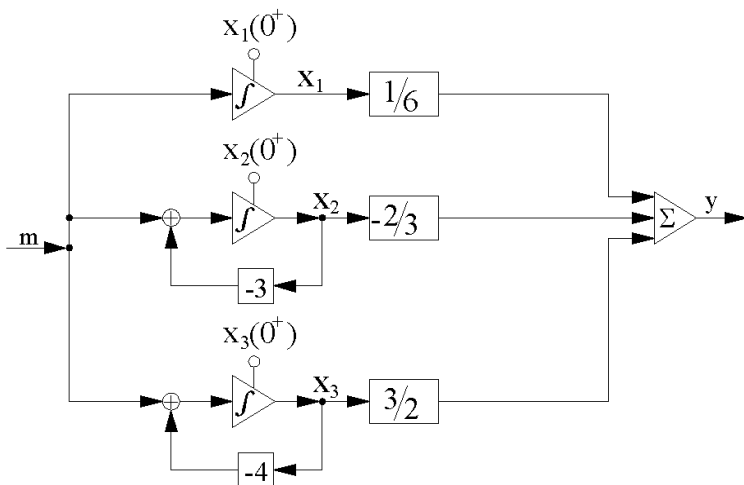 x₁(0⁺)
∫ x₁ 1/6
x₂(0⁺)
∫ x₂ -2/3 Σ y
m
-3
x₃(0⁺)
∫ x₃ 3/2
-4